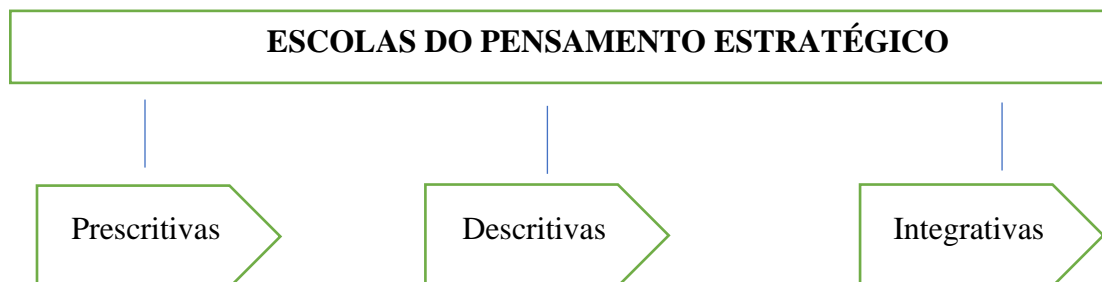 ESCOLAS DO PENSAMENTO ESTRATÉGICO
Prescritivas
Descritivas
Integrativas